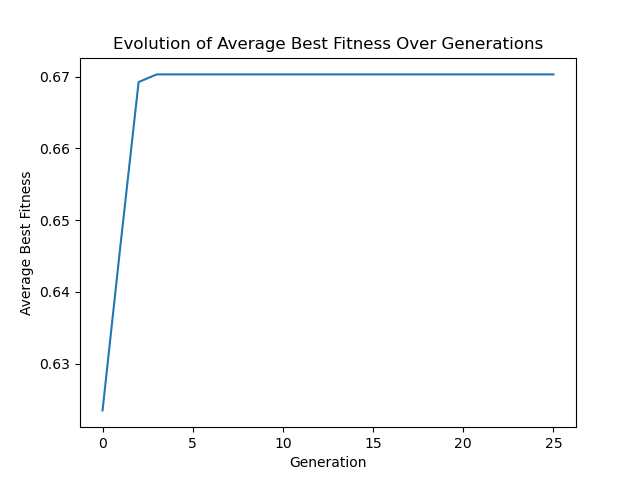 Evolution of Average Best Fitness Over Generations
0.67
0.66
0.65
0.64
0.63
Average Best Fitness
0 5 10 15 20 25
Generation